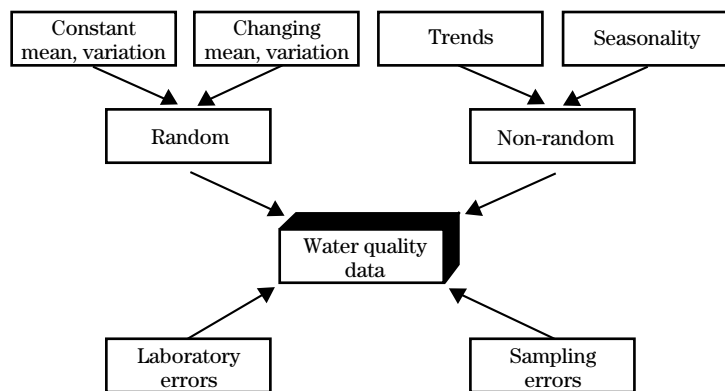 Constant
mean, variation
Changing
mean, variation
Trends
Seasonality
Random
Non-random
Water quality
data
Laboratory
errors
Sampling
errors